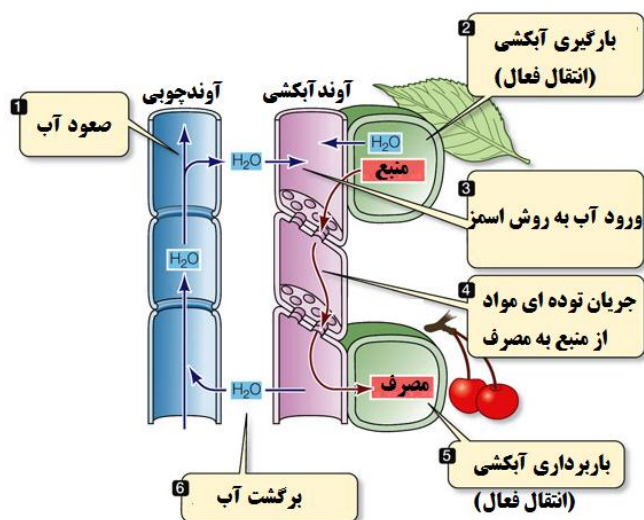 1
صعود آب
آوندچوبی
آوندآبکشی
2
بارگیری آبکشی
(انتقال فعال)
H₂O
H₂O
منبع
3
ورود آب به روش اسمز
H₂O
4
جریان توده ای مواد
از منبع به مصرف
H₂O
مصرف
5
باربرداری آبکشی
(انتقال فعال)
6
برگشت آب